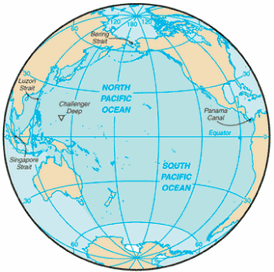 Bering
Strait
Luzon
Strait
NORTH
PACIFIC
OCEAN
Challenger
Deep
Panama
Canal
Equator
Singapore
Strait
SOUTH
PACIFIC
OCEAN